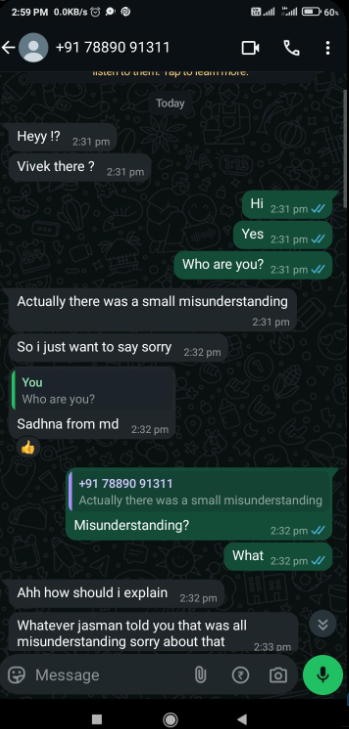 2:59 PM 0.0KB/s
60%
+91 78890 91311
listen to them. Tap to learn more.
Today
Heyy !? 2:31 pm
Vivek there ? 2:31 pm
Hi 2:31 pm
Yes 2:31 pm
Who are you? 2:31 pm
Actually there was a small misunderstanding
2:31 pm
So i just want to say sorry 2:32 pm
You
Who are you?
Sadhna from md 2:32 pm
+91 78890 91311
Actually there was a small misunderstanding
Misunderstanding? 2:32 pm
What 2:32 pm
Ahh how should i explain 2:32 pm
Whatever jasman told you that was all
misunderstanding sorry about that 2:33 pm
Message